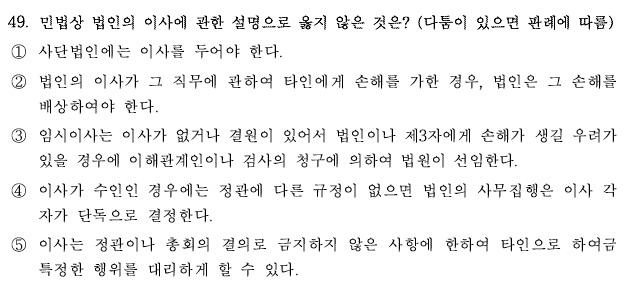 49. 민법상 법인의 이사에 관한 설명으로 옳지 않은 것은? (다툼이 있으면 판례에 따름)
① 사단법인에는 이사를 두어야 한다.
② 법인의 이사가 그 직무에 관하여 타인에게 손해를 가한 경우, 법인은 그 손해를
배상하여야 한다.
③ 임시이사는 이사가 없거나 결원이 있어서 법인이나 제3자에게 손해가 생길 우려가
있을 경우에 이해관계인이나 검사의 청구에 의하여 법원이 선임한다.
④ 이사가 수인인 경우에는 정관에 다른 규정이 없으면 법인의 사무집행은 이사 각
자가 단독으로 결정한다.
⑤ 이사는 정관이나 총회의 결의로 금지하지 않은 사항에 한하여 타인으로 하여금
특정한 행위를 대리하게 할 수 있다.